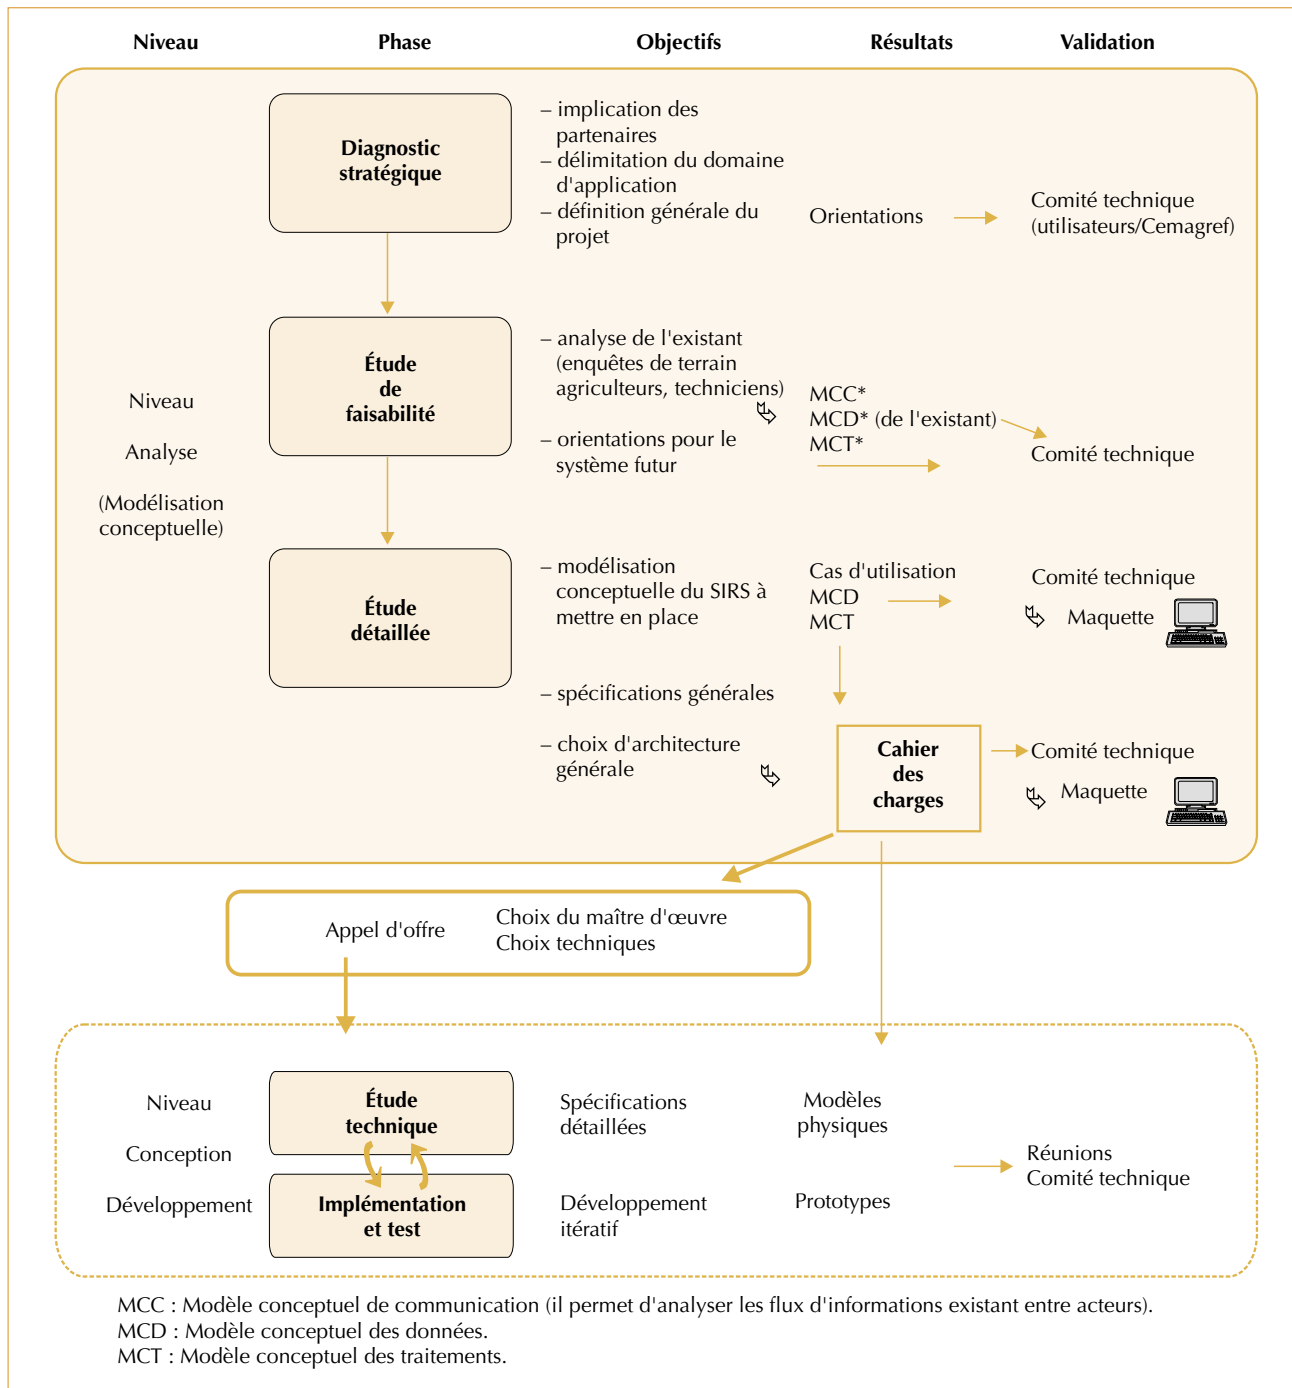 Niveau Phase Objectifs Résultats Validation
Diagnostic
stratégique
– implication des
partenaires
– délimitation du domaine
d'application
– définition générale du
projet
Orientations
Comité technique
(utilisateurs/Cemagref)
Niveau
Analyse
(Modélisation
conceptuelle)
Étude
de
faisabilité
– analyse de l'existant
(enquêtes de terrain
agriculteurs, techniciens)
– orientations pour le
système futur
MCC*
MCD* (de l'existant)
MCT*
Comité technique
Étude
détaillée
– modélisation
conceptuelle du SIRS à
mettre en place
Cas d'utilisation
MCD
MCT
Comité technique
Maquette
– spécifications générales
– choix d'architecture
générale
Cahier
des
charges
Comité technique
Maquette
Appel d'offre
Choix du maître d'œuvre
Choix techniques
Niveau
Conception
Développement
Étude
technique
Spécifications
détaillées
Modèles
physiques
Implémentation
et test
Développement
itératif
Prototypes
Réunions
Comité technique
MCC : Modèle conceptuel de communication (il permet d'analyser les flux d'informations existant entre acteurs).
MCD : Modèle conceptuel des données.
MCT : Modèle conceptuel des traitements.